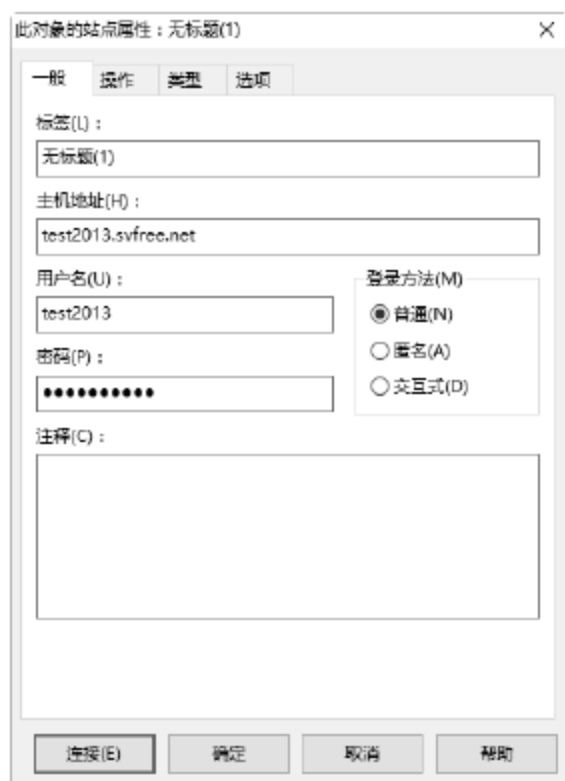 此对象的站点属性：无标题(1)
一般 操作 类型 选项
标签(L)：
无标题(1)
主机地址(H)：
test2013.svfree.net
用户名(U)：
test2013
登录方法(M)
普通(N)
匿名(A)
交互式(D)
密码(P)：
●●●●●●●●●●
注释(C)：
连接(E) 确定 取消 帮助